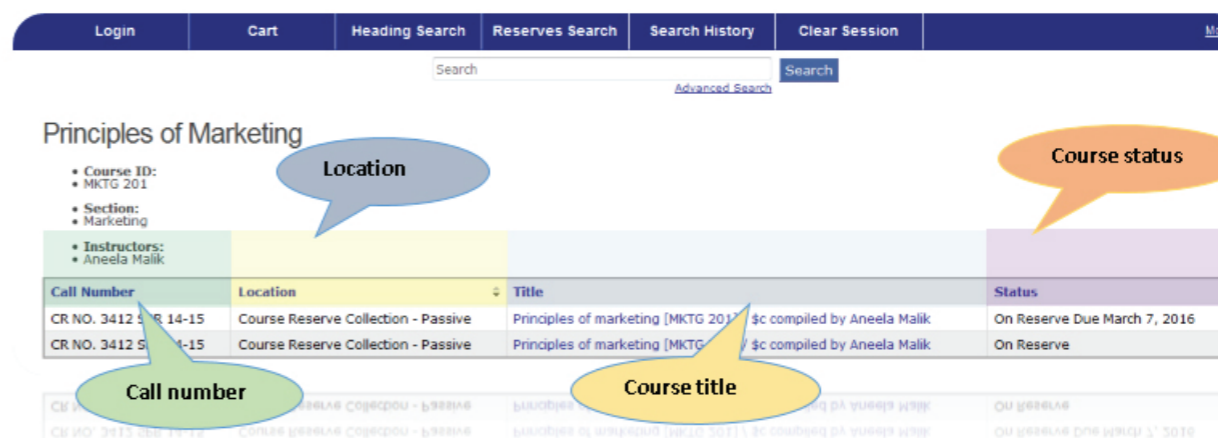 Login Cart Heading Search Reserves Search Search History Clear Session
Search Search
Advanced Search
Principles of Marketing
Location
Course status
• Course ID:
• MKTG 201
• Section:
• Marketing
• Instructors:
• Aneela Malik
Call Number Location Title Status
CR NO. 3412 14-15 Course Reserve Collection - Passive Principles of marketing [MKTG 201] / $c compiled by Aneela Malik On Reserve Due March 7, 2016
CR NO. 3412 14-15 Course Reserve Collection - Passive Principles of marketing [MKTG / $c compiled by Aneela Malik On Reserve
Call number
Course title